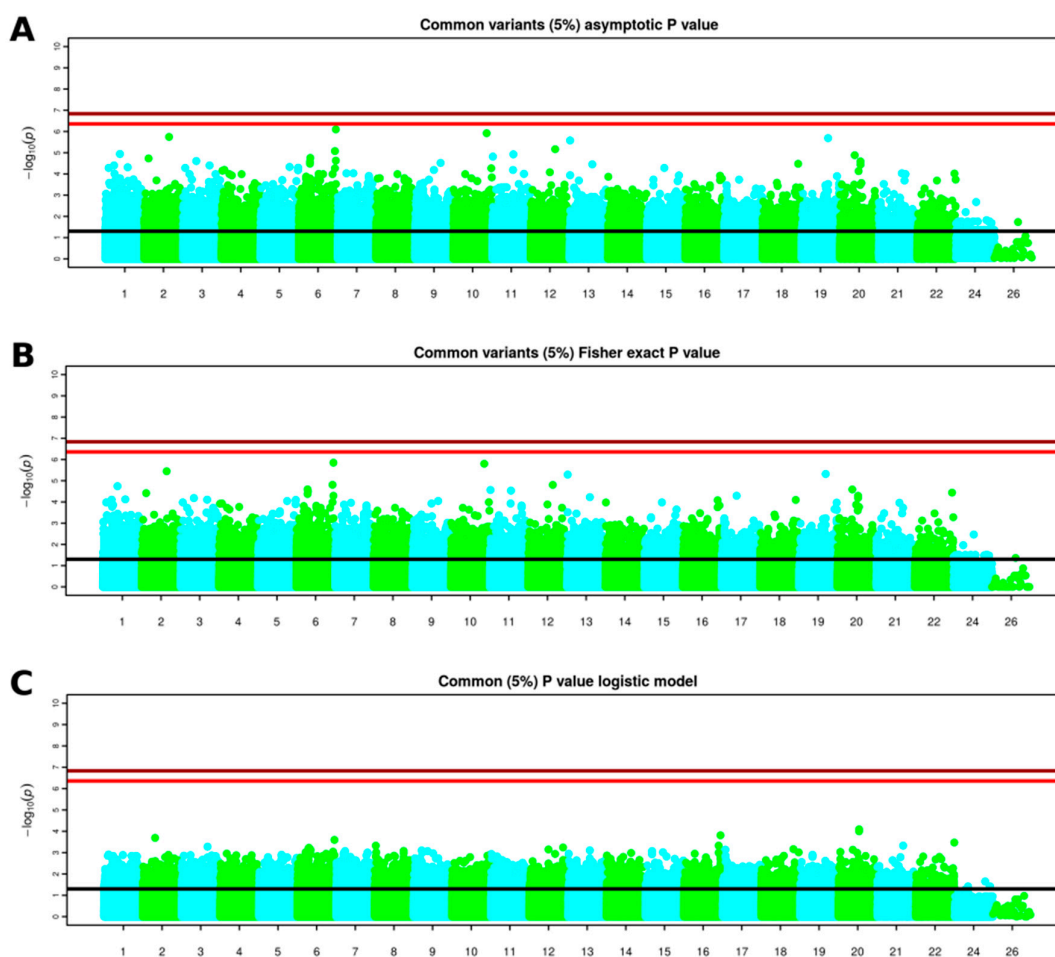 A
Common variants (5%) asymptotic P value
−log10(p)
10
9
8
7
6
5
4
3
2
1
0
1 2 3 4 5 6 7 8 9 10 11 12 13 14 15 16 17 18 19 20 21 22 24 26
B
Common variants (5%) Fisher exact P value
−log10(p)
10
9
8
7
6
5
4
3
2
1
0
1 2 3 4 5 6 7 8 9 10 11 12 13 14 15 16 17 18 19 20 21 22 24 26
C
Common (5%) P value logistic model
−log10(p)
10
9
8
7
6
5
4
3
2
1
0
1 2 3 4 5 6 7 8 9 10 11 12 13 14 15 16 17 18 19 20 21 22 24 26